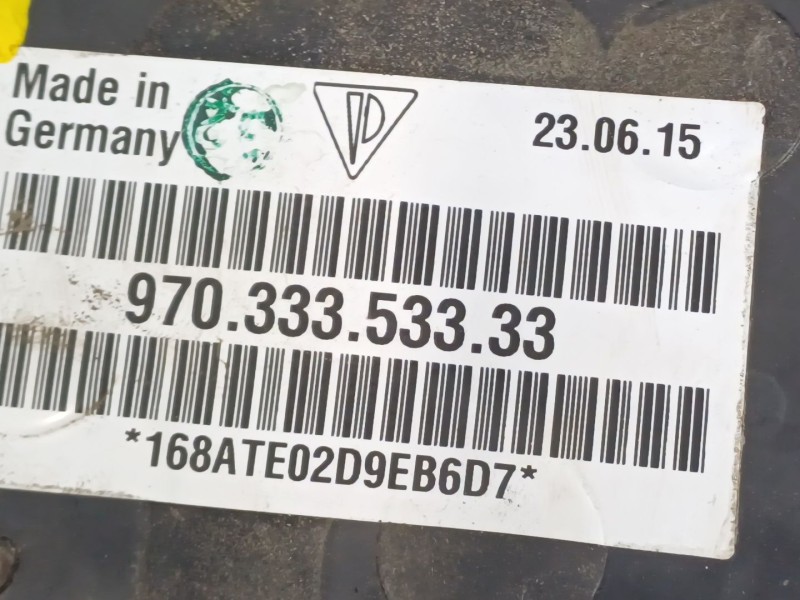 Made in
Germany
23.06.15
970.333.533.33
*168ATE02D9EB6D7*